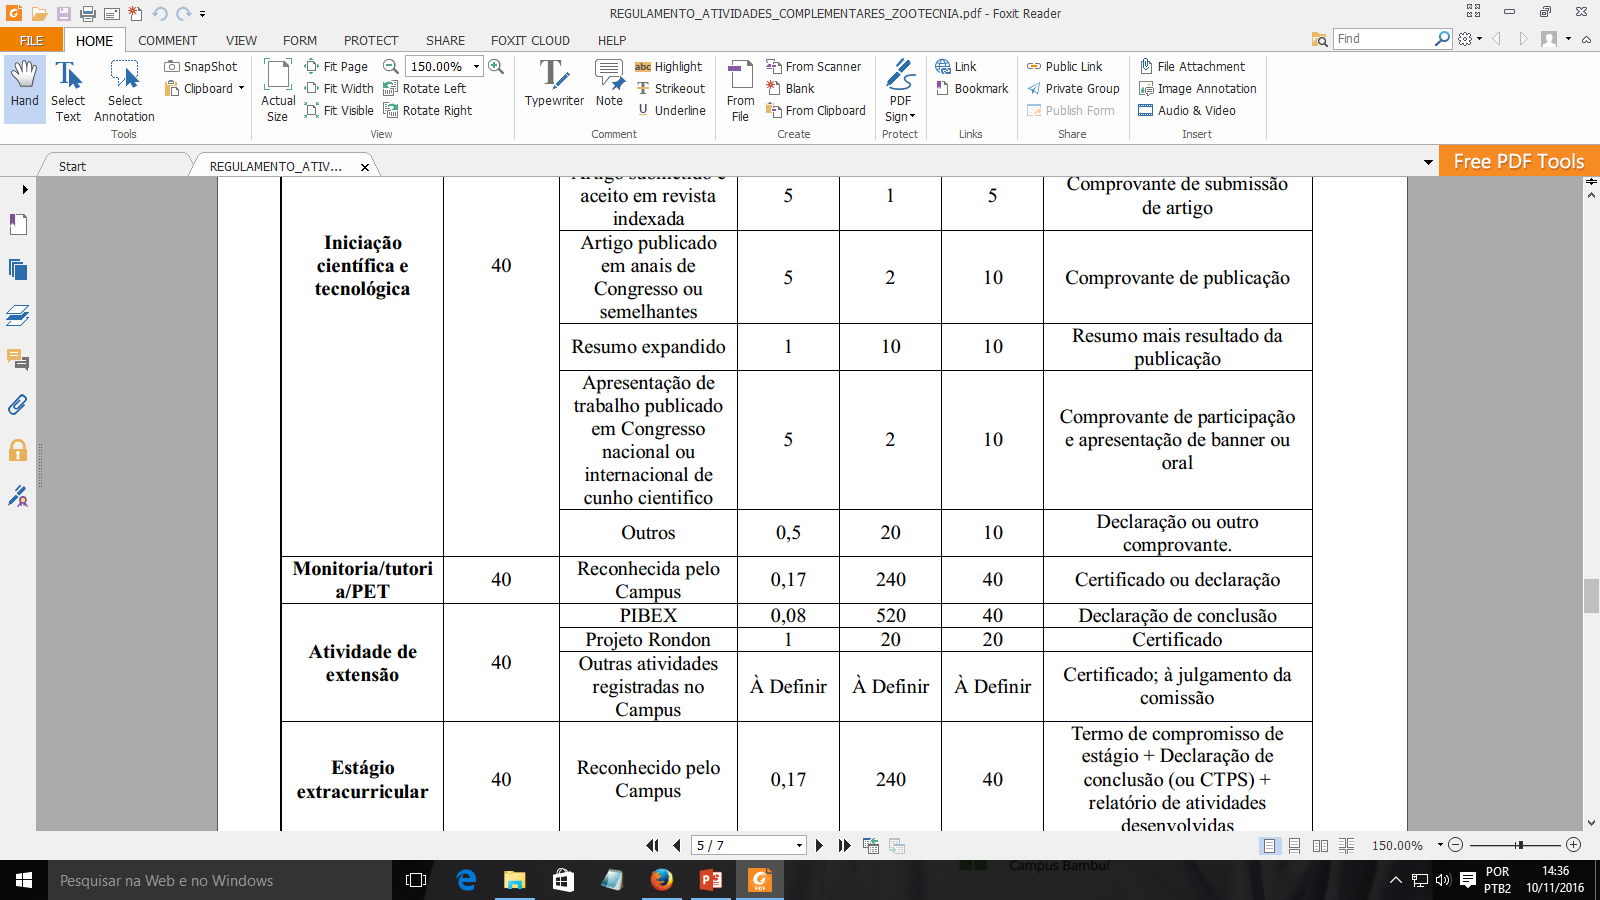 REGULAMENTO_ATIVIDADES_COMPLEMENTARES_ZOOTECNIA.pdf - Foxit Reader
FILE HOME COMMENT VIEW FORM PROTECT SHARE FOXIT CLOUD HELP Find
Hand
Select Text
Select Annotation
SnapShot
Clipboard
Tools
Actual Size
Fit Page
Fit Width
Fit Visible
150.00%
Rotate Left
Rotate Right
View
Typewriter
Note
abc Highlight
Strikeout
Underline
Comment
From File
From Scanner
Blank
From Clipboard
Create
PDF Sign
Protect
Link
Bookmark
Links
Public Link
Private Group
Publish Form
Share
File Attachment
Image Annotation
Audio & Video
Insert
Start
REGULAMENTO_ATIV...
Free PDF Tools
Iniciação
científica e
tecnológica
40
Artigo submetido e
aceito em revista
indexada
5
1
5
Comprovante de submissão
de artigo
Artigo publicado
em anais de
Congresso ou
semelhantes
5
2
10
Comprovante de publicação
Resumo expandido
1
10
10
Resumo mais resultado da
publicação
Apresentação de
trabalho publicado
em Congresso
nacional ou
internacional de
cunho cientifico
5
2
10
Comprovante de participação
e apresentação de banner ou
oral
Outros
0,5
20
10
Declaração ou outro
comprovante.
Monitoria/tutori
a/PET
40
Reconhecida pelo
Campus
0,17
240
40
Certificado ou declaração
Atividade de
extensão
40
PIBEX
0,08
520
40
Declaração de conclusão
Projeto Rondon
1
20
20
Certificado
Outras atividades
registradas no
Campus
À Definir
À Definir
À Definir
Certificado; à julgamento da
comissão
Estágio
extracurricular
40
Reconhecido pelo
Campus
0,17
240
40
Termo de compromisso de
estágio + Declaração de
conclusão (ou CTPS) +
relatório de atividades
desenvolvidas
5 / 7
150.00%
Campus Bambuí
Pesquisar na Web e no Windows
POR
PTB2
14:36
10/11/2016